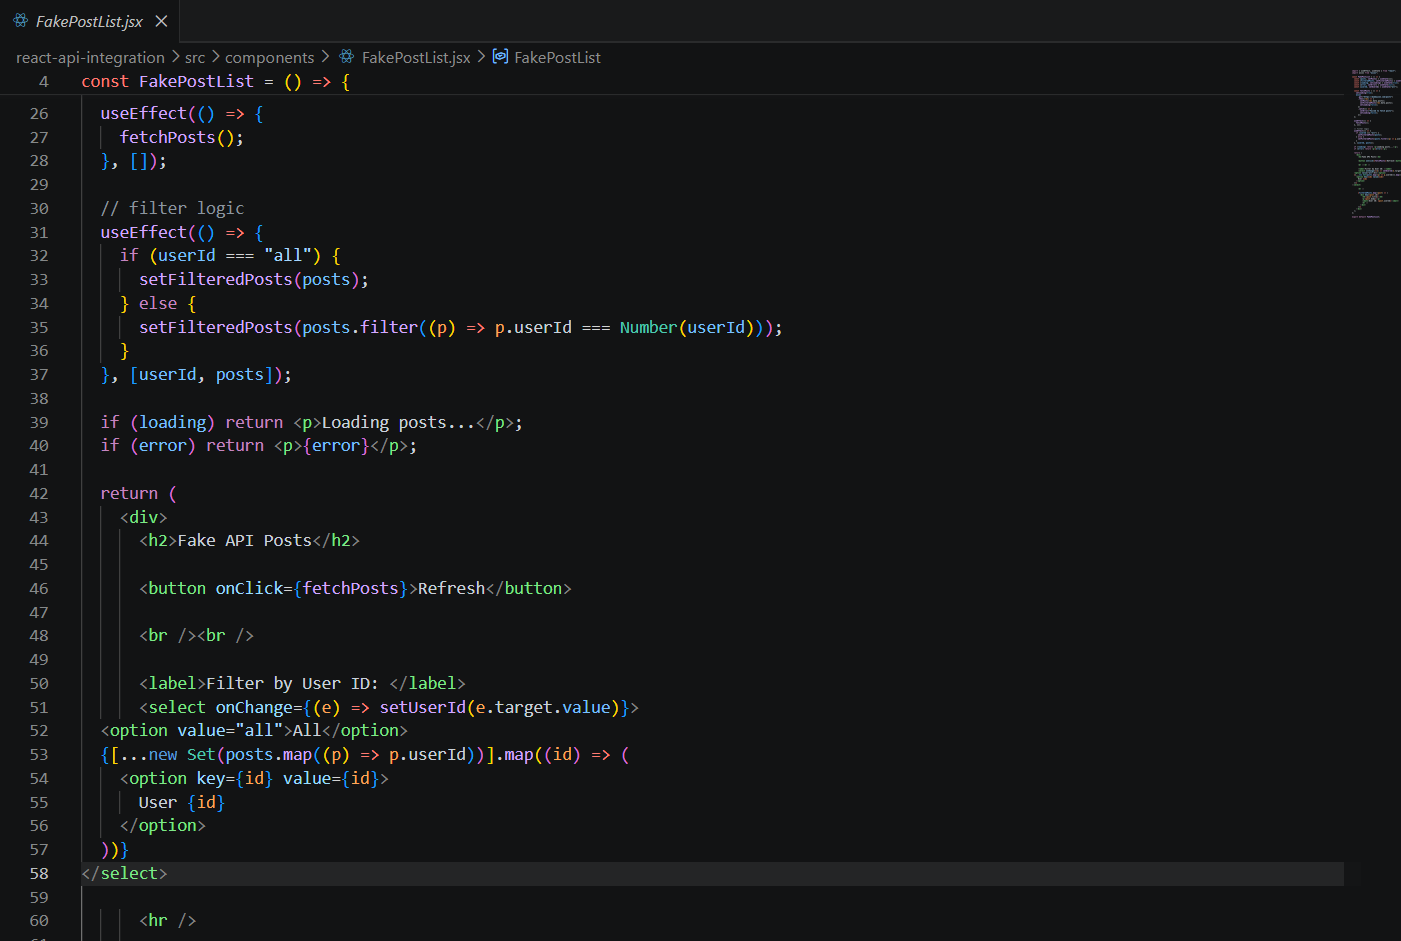 FakePostList.jsx
react-api-integration > src > components > FakePostList.jsx > FakePostList
4 const FakePostList = () => {
26 useEffect(() => {
27 fetchPosts();
28 }, []);
29
30 // filter logic
31 useEffect(() => {
32 if (userId === "all") {
33 setFilteredPosts(posts);
34 } else {
35 setFilteredPosts(posts.filter((p) => p.userId === Number(userId)));
36 }
37 }, [userId, posts]);
38
39 if (loading) return <p>Loading posts...</p>;
40 if (error) return <p>{error}</p>;
41
42 return (
43 <div>
44 <h2>Fake API Posts</h2>
45
46 <button onClick={fetchPosts}>Refresh</button>
47
48 <br /><br />
49
50 <label>Filter by User ID: </label>
51 <select onChange={(e) => setUserId(e.target.value)}>
52 <option value="all">All</option>
53 {[...new Set(posts.map((p) => p.userId))].map((id) => (
54 <option key={id} value={id}>
55 User {id}
56 </option>
57 ))}
58 </select>
59
60 <hr />